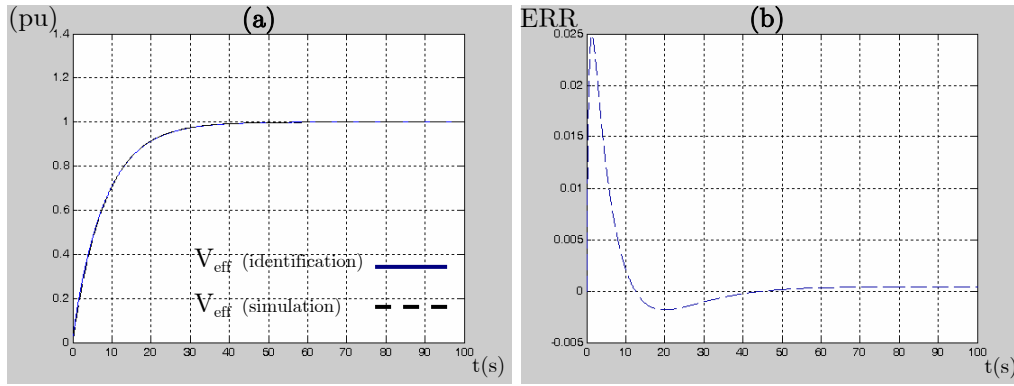 (pu)
(a)
1.4
1.2
1
0.8
0.6
0.4
0.2
0
V_eff (identification)
V_eff (simulation)
0 10 20 30 40 50 60 70 80 90 100
t(s)
ERR
(b)
0.025
0.02
0.015
0.01
0.005
0
-0.005
0 10 20 30 40 50 60 70 80 90 100
t(s)